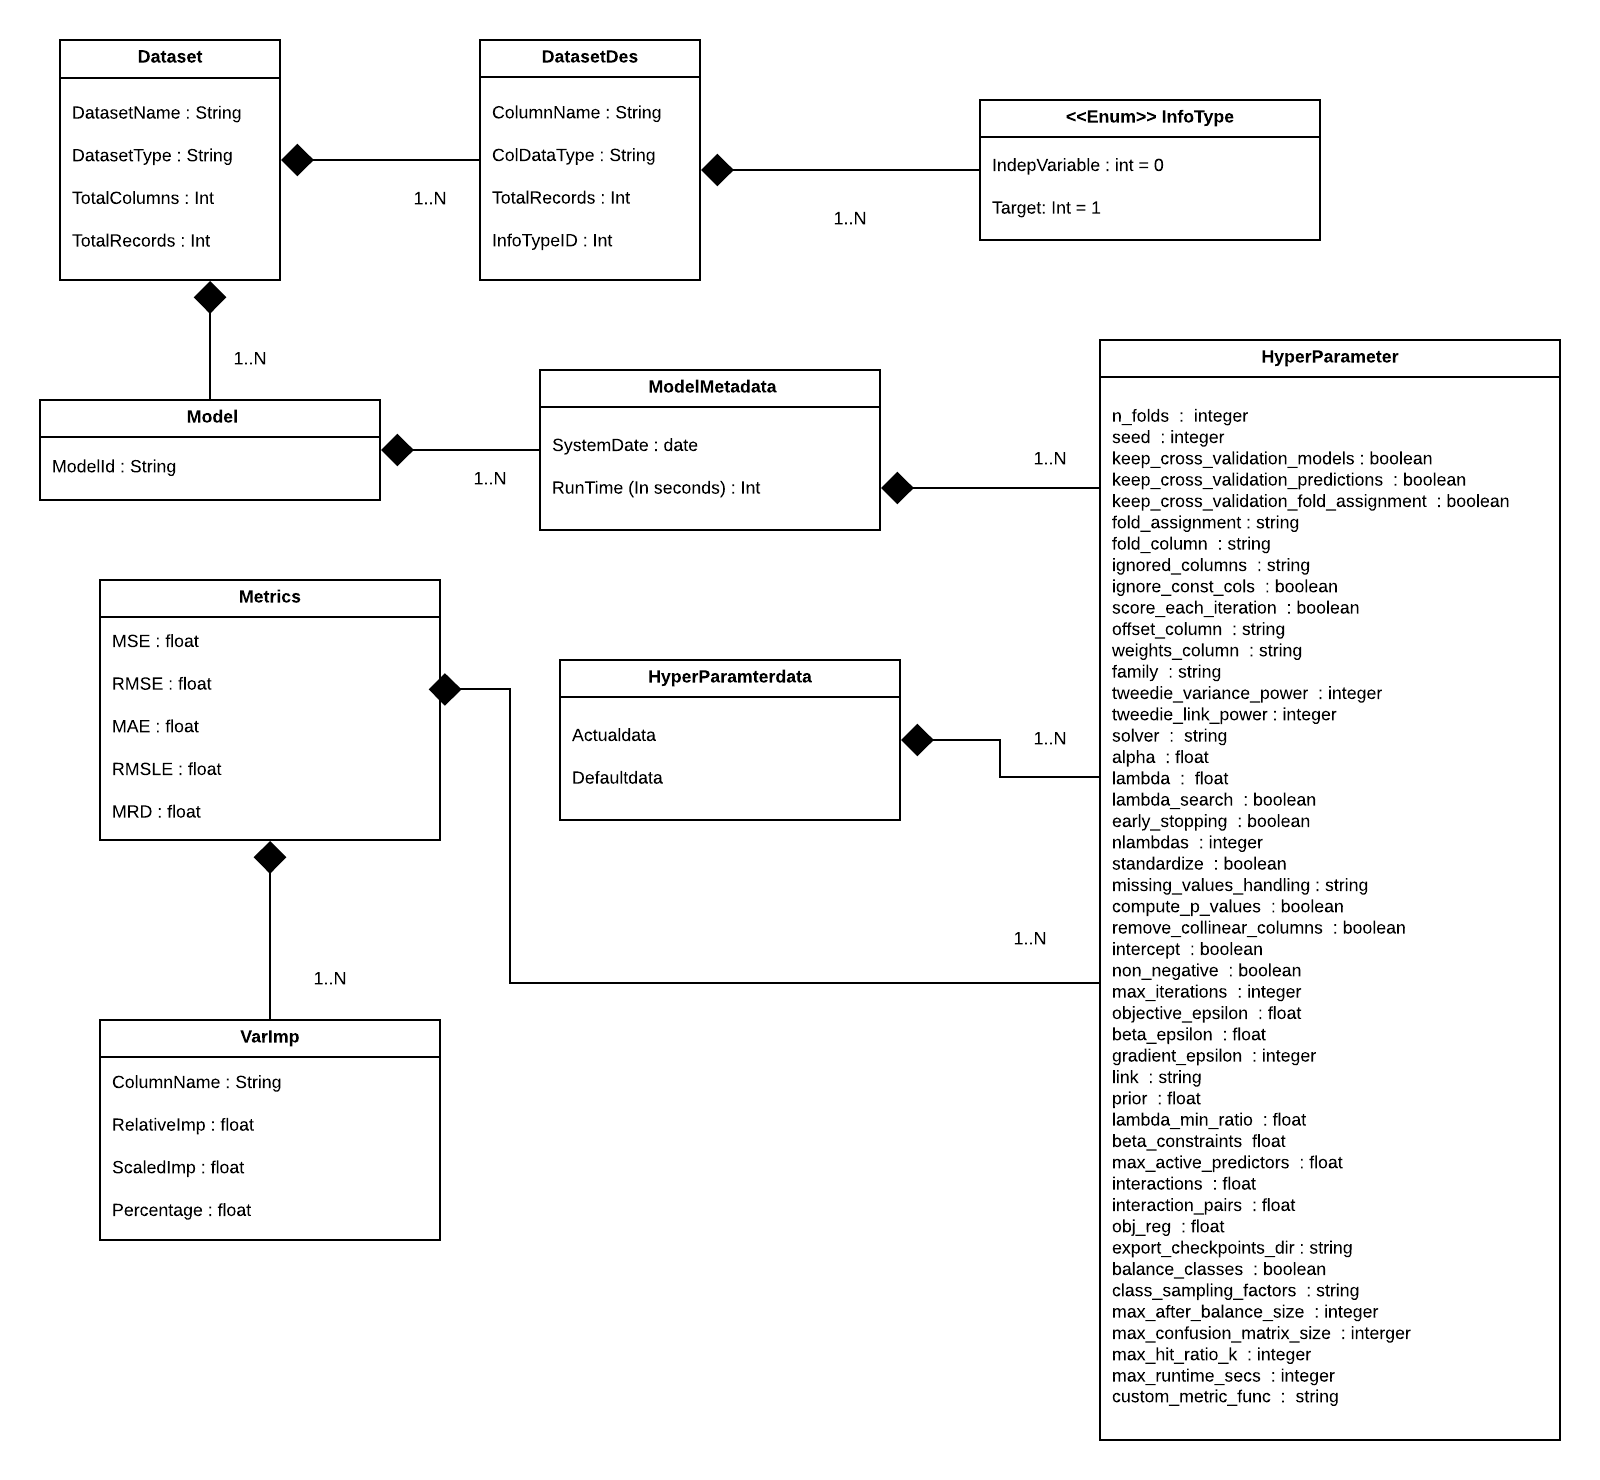 Dataset
DatasetName : String
DatasetType : String
TotalColumns : Int
TotalRecords : Int
1..N
DatasetDes
ColumnName : String
ColDataType : String
TotalRecords : Int
InfoTypeID : Int
1..N
<<Enum>> InfoType
IndepVariable : int = 0
Target: Int = 1
1..N
Model
ModelId : String
1..N
ModelMetadata
SystemDate : date
RunTime (In seconds) : Int
1..N
HyperParameter
n_folds : integer
seed : integer
keep_cross_validation_models : boolean
keep_cross_validation_predictions : boolean
keep_cross_validation_fold_assignment : boolean
fold_assignment : string
fold_column : string
ignored_columns : string
ignore_const_cols : boolean
score_each_iteration : boolean
offset_column : string
weights_column : string
family : string
tweedie_variance_power : integer
tweedie_link_power : integer
solver : string
alpha : float
lambda : float
lambda_search : boolean
early_stopping : boolean
nlambdas : integer
standardize : boolean
missing_values_handling : string
compute_p_values : boolean
remove_collinear_columns : boolean
intercept : boolean
non_negative : boolean
max_iterations : integer
objective_epsilon : float
beta_epsilon : float
gradient_epsilon : integer
link : string
prior : float
lambda_min_ratio : float
beta_constraints float
max_active_predictors : float
interactions : float
interaction_pairs : float
obj_reg : float
export_checkpoints_dir : string
balance_classes : boolean
class_sampling_factors : string
max_after_balance_size : integer
max_confusion_matrix_size : interger
max_hit_ratio_k : integer
max_runtime_secs : integer
custom_metric_func : string
Metrics
MSE : float
RMSE : float
MAE : float
RMSLE : float
MRD : float
HyperParamterdata
Actualdata
Defaultdata
1..N
1..N
1..N
VarImp
ColumnName : String
RelativeImp : float
ScaledImp : float
Percentage : float